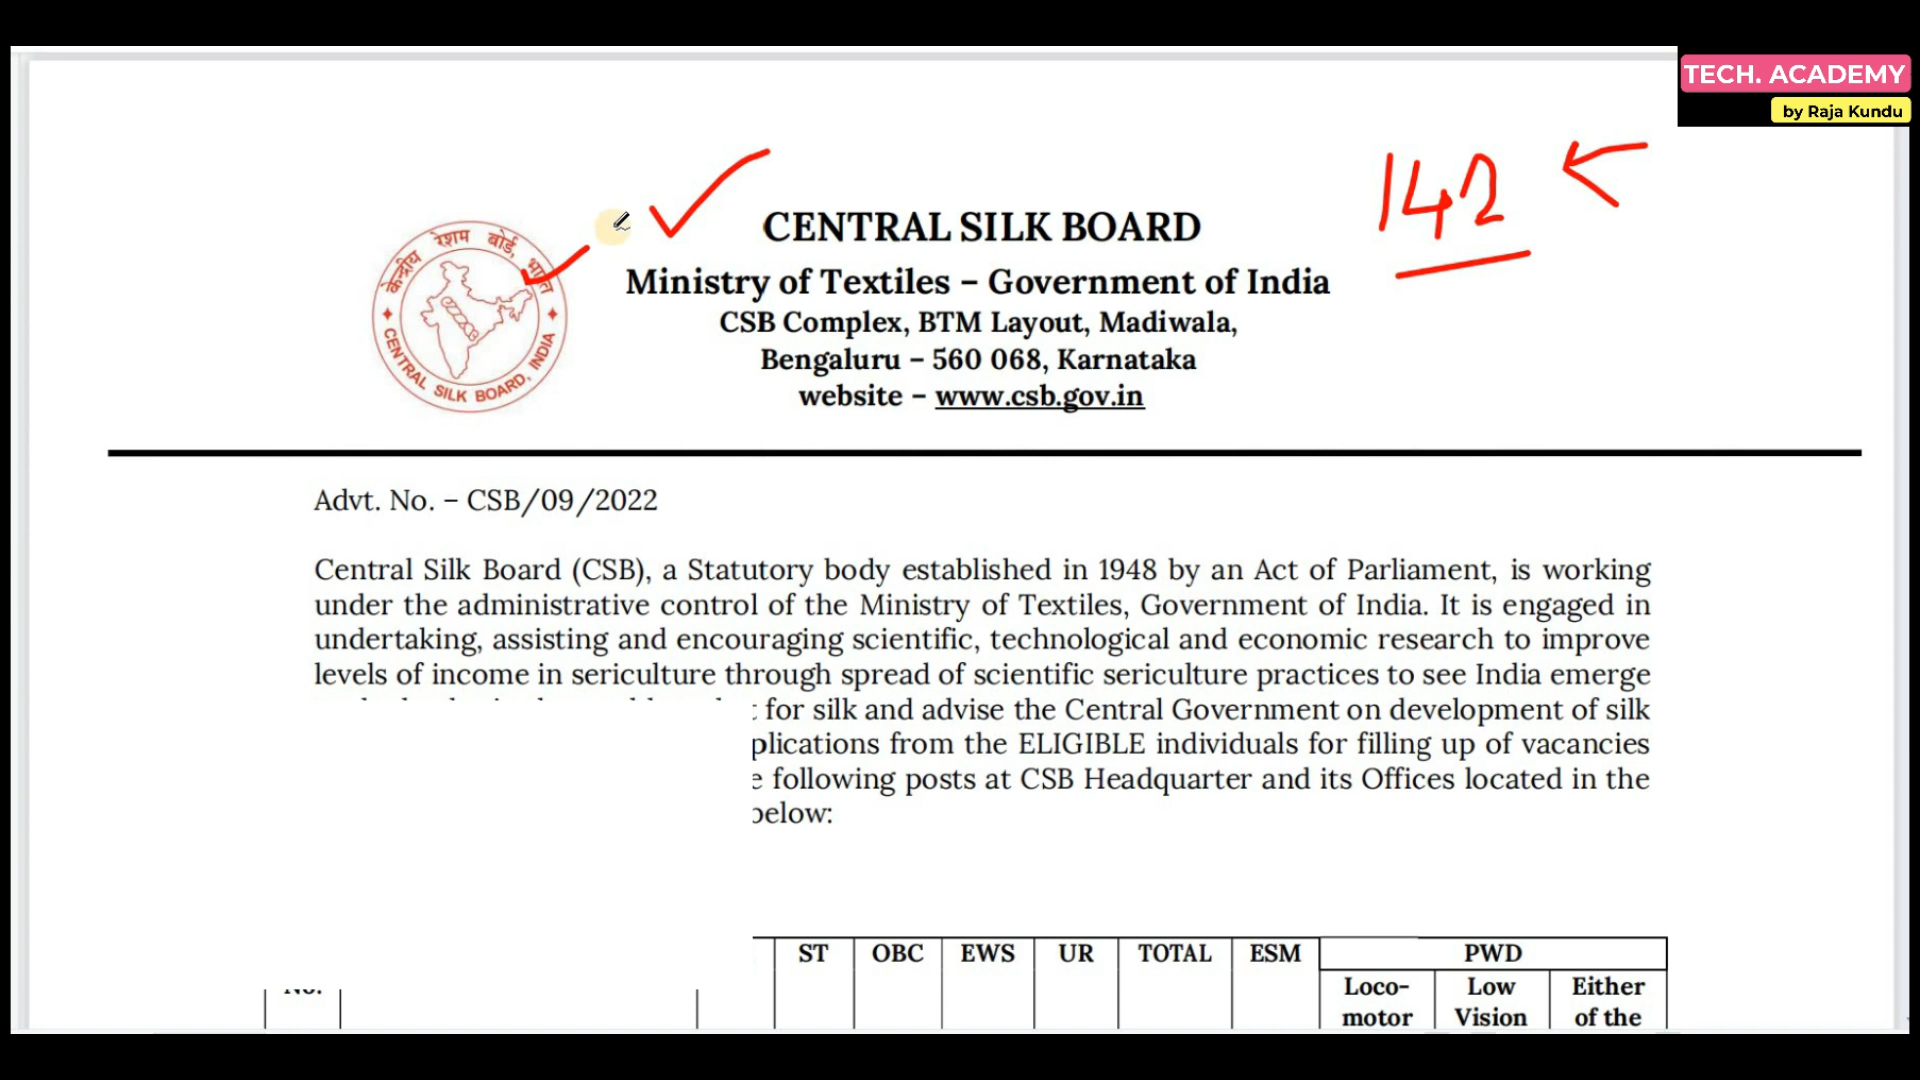 TECH. ACADEMY
by Raja Kundu
142
केन्द्रीय रेशम बोर्ड, भारत
CENTRAL SILK BOARD, INDIA
CENTRAL SILK BOARD
Ministry of Textiles – Government of India
CSB Complex, BTM Layout, Madiwala,
Bengaluru – 560 068, Karnataka
website – www.csb.gov.in
Advt. No. – CSB/09/2022
Central Silk Board (CSB), a Statutory body established in 1948 by an Act of Parliament, is working
under the administrative control of the Ministry of Textiles, Government of India. It is engaged in
undertaking, assisting and encouraging scientific, technological and economic research to improve
levels of income in sericulture through spread of scientific sericulture practices to see India emerge
for silk and advise the Central Government on development of silk
plications from the ELIGIBLE individuals for filling up of vacancies
following posts at CSB Headquarter and its Offices located in the
below:
ST OBC EWS UR TOTAL ESM PWD
No. Loco- Low Either
motor Vision of the